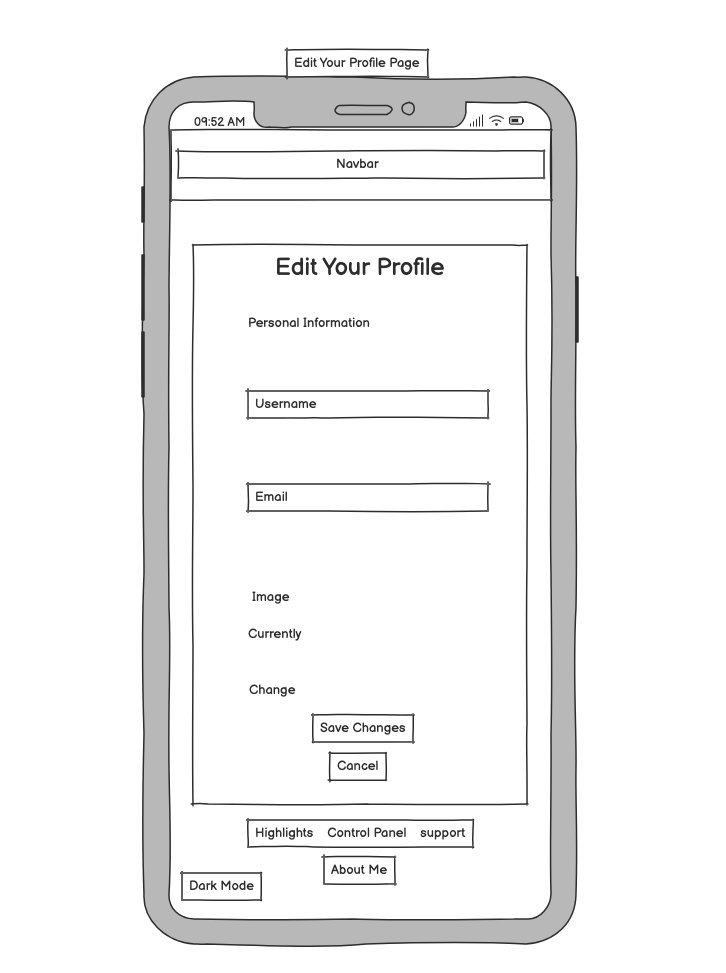 Edit Your Profile Page
09:52 AM
Navbar
Edit Your Profile
Personal Information
Username
Email
Image
Currently
Change
Save Changes
Cancel
Highlights Control Panel support
About Me
Dark Mode